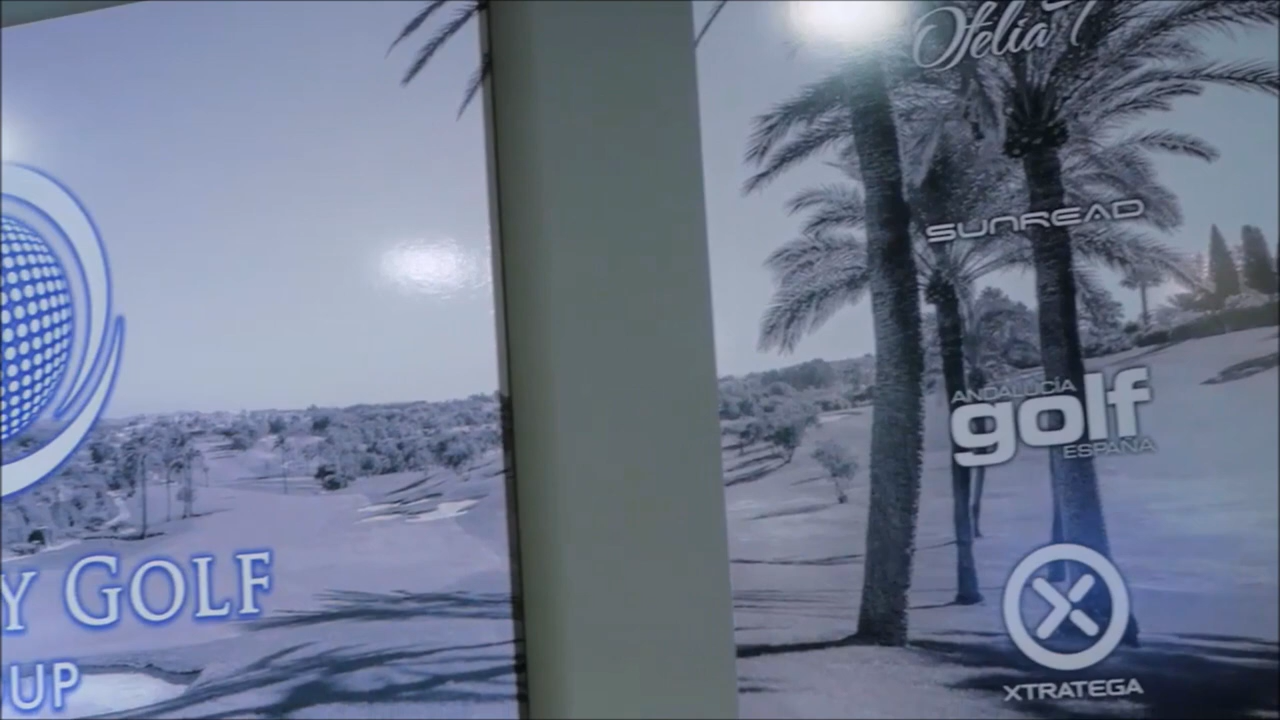 Y GOLF
UP
Ofelia T
SUNREAD
ANDALUCÍA
golf
ESPAÑA
XTRATEGA